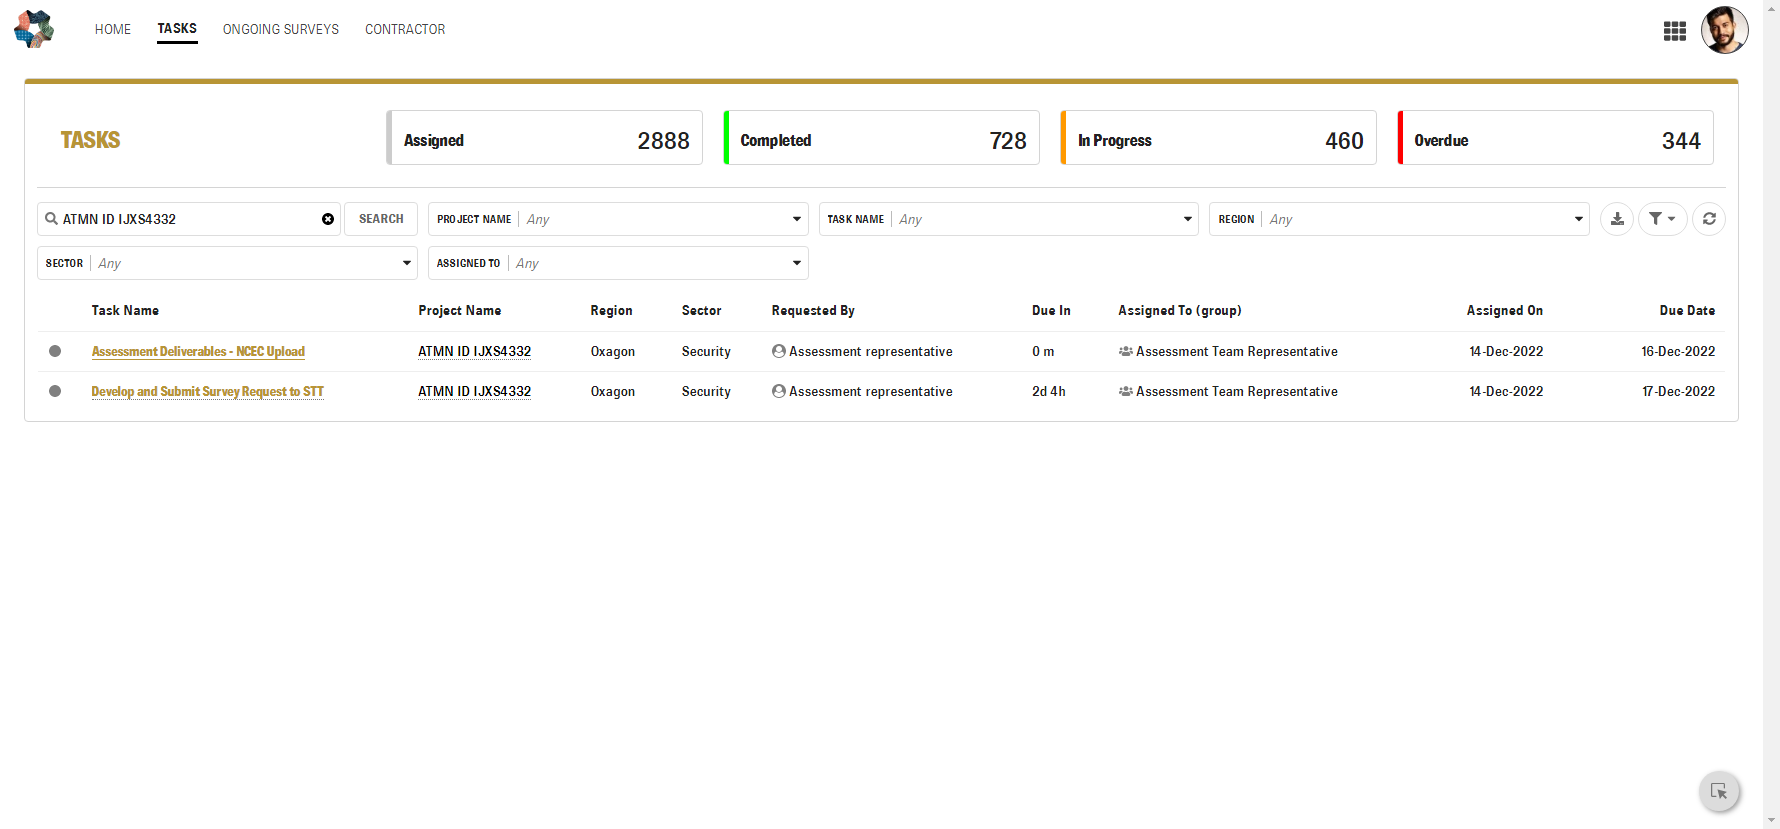 HOME TASKS ONGOING SURVEYS CONTRACTOR
TASKS
Assigned 2888
Completed 728
In Progress 460
Overdue 344
ATMN ID IJXS4332 SEARCH PROJECT NAME Any TASK NAME Any REGION Any
SECTOR Any ASSIGNED TO Any
Task Name Project Name Region Sector Requested By Due In Assigned To (group) Assigned On Due Date
Assessment Deliverables - NCEC Upload ATMN ID IJXS4332 Oxagon Security Assessment representative 0 m Assessment Team Representative 14-Dec-2022 16-Dec-2022
Develop and Submit Survey Request to STT ATMN ID IJXS4332 Oxagon Security Assessment representative 2d 4h Assessment Team Representative 14-Dec-2022 17-Dec-2022